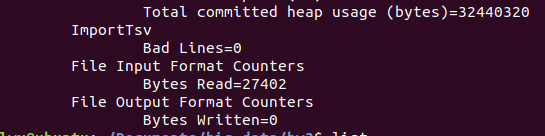 Total committed heap usage (bytes)=32440320
ImportTsv
Bad Lines=0
File Input Format Counters
Bytes Read=27402
File Output Format Counters
Bytes Written=0